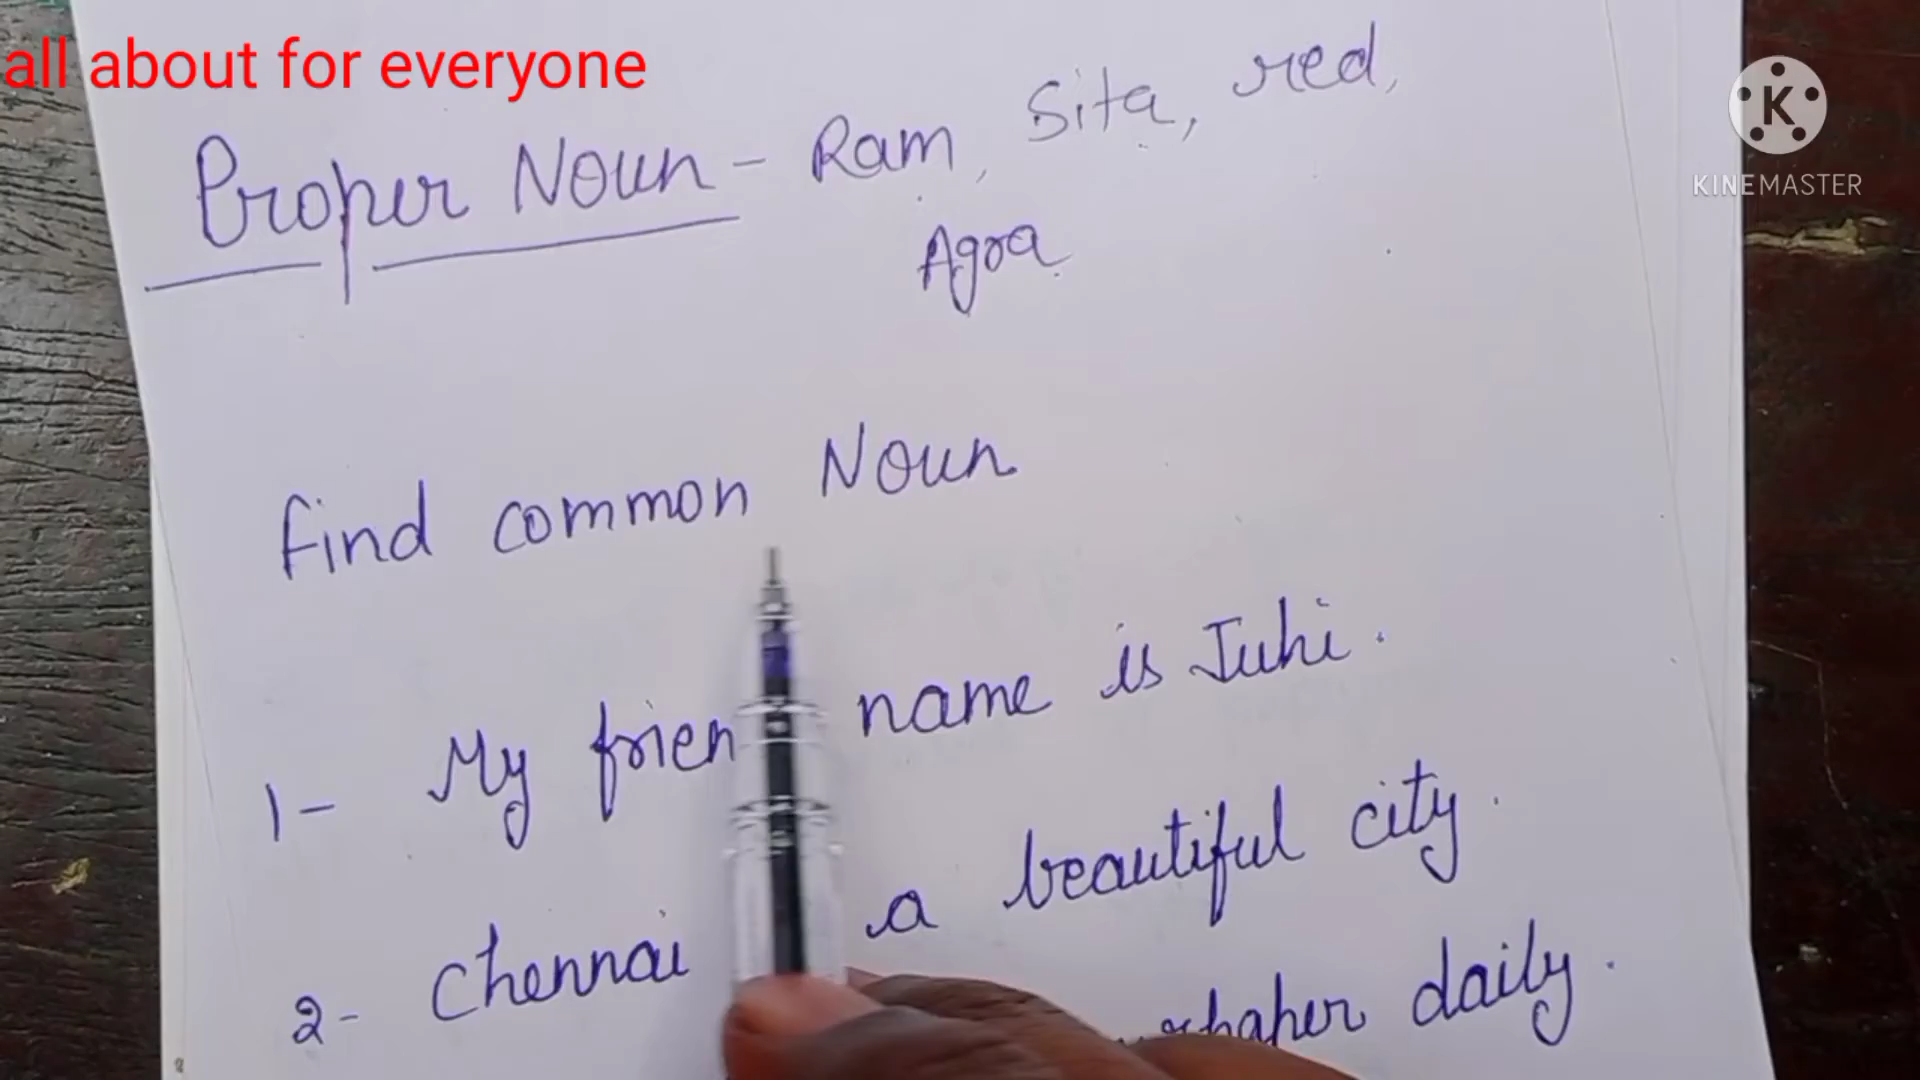 all about for everyone
KINEMASTER
Proper Noun - Ram, Sita, red,
Agra
find common Noun
1- My name is Juhi.
2- Chennai a beautiful city.
daily.